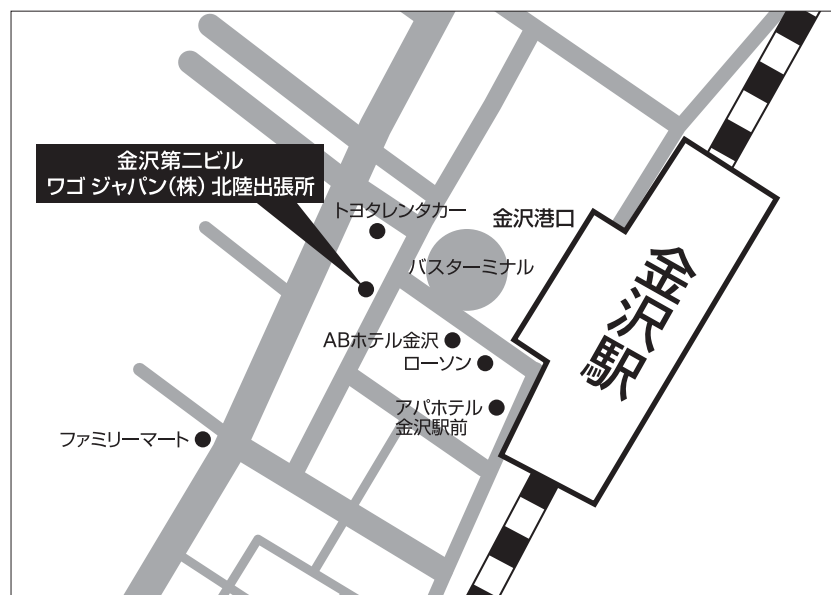 金沢第二ビル
ワゴ ジャパン(株) 北陸出張所
トヨタレンタカー
金沢港口
バスターミナル
金沢駅
ABホテル金沢
ローソン
アパホテル
金沢駅前
ファミリーマート